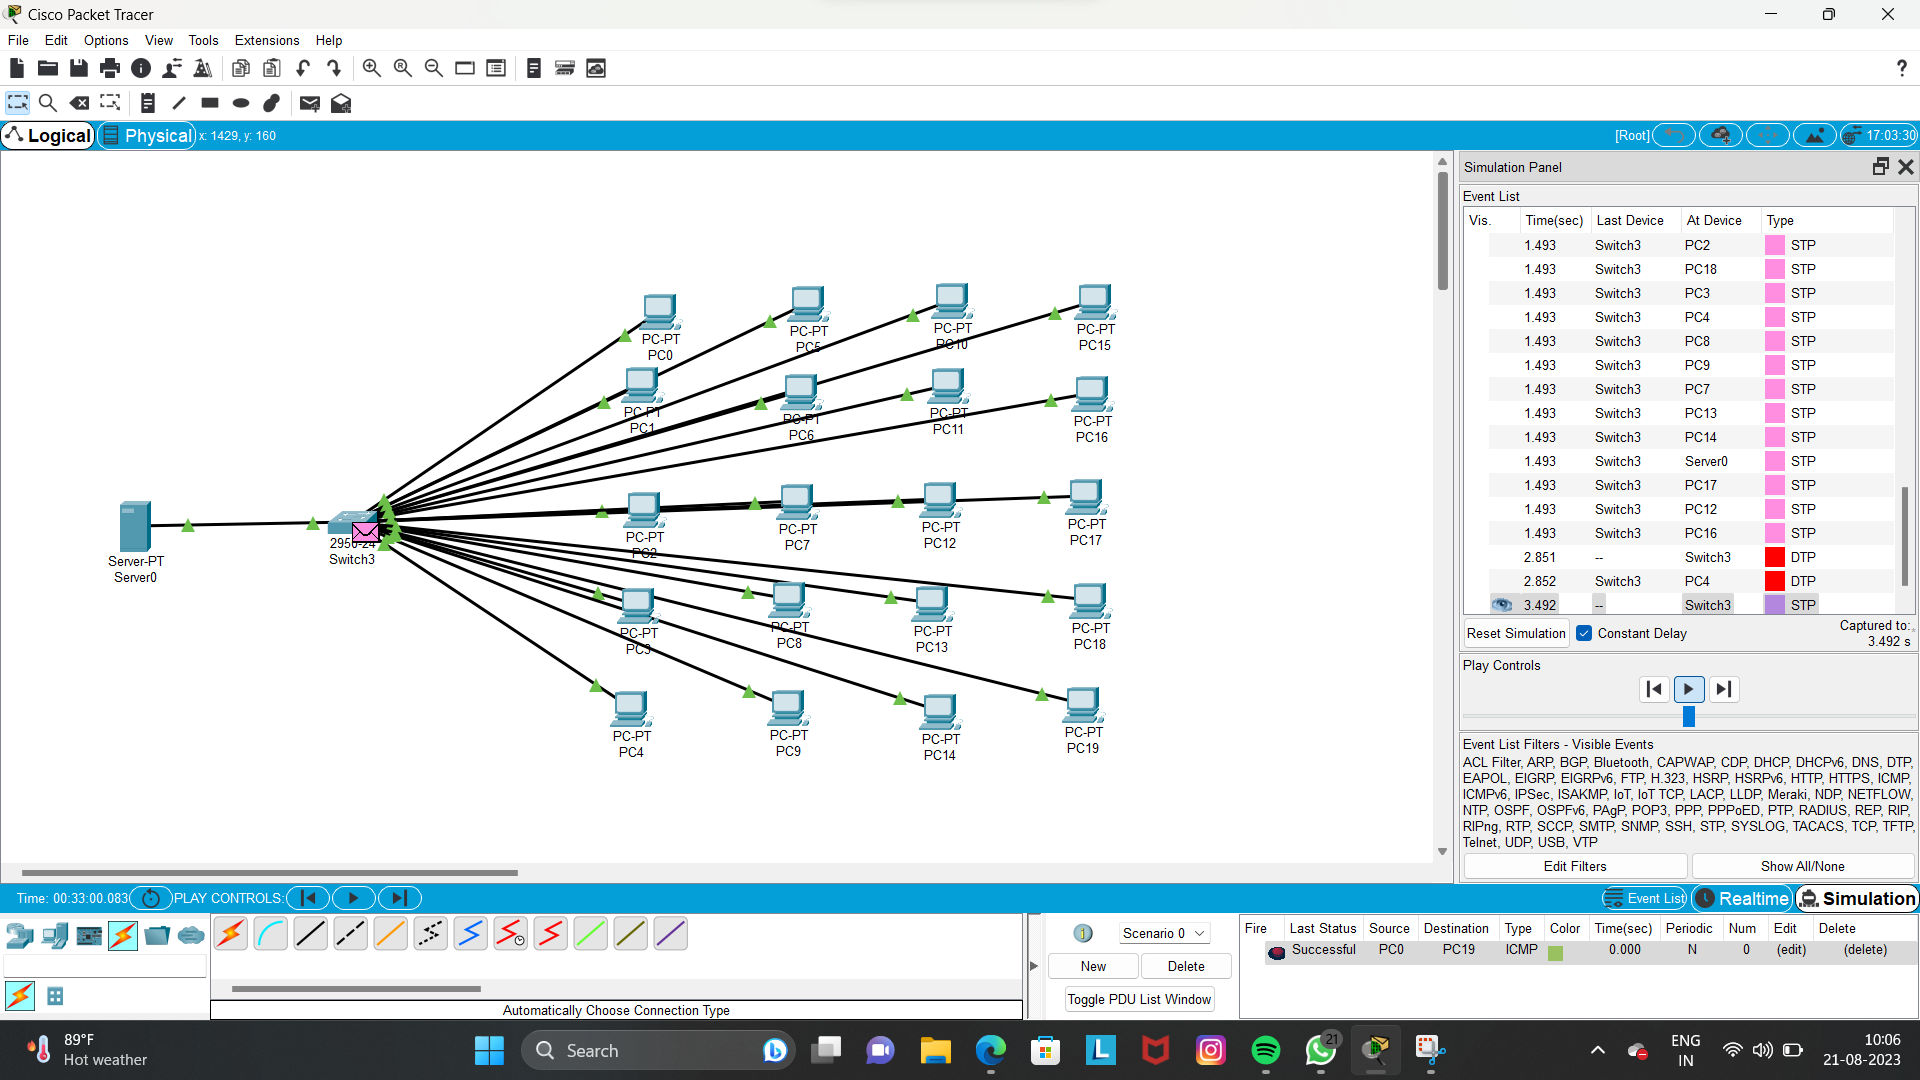 Cisco Packet Tracer
File Edit Options View Tools Extensions Help
Logical Physical x: 1429, y: 160 [Root] 17:03:30
Simulation Panel
Event List
Vis. Time(sec) Last Device At Device Type
1.493 Switch3 PC2 STP
1.493 Switch3 PC18 STP
1.493 Switch3 PC3 STP
1.493 Switch3 PC4 STP
1.493 Switch3 PC8 STP
1.493 Switch3 PC9 STP
1.493 Switch3 PC7 STP
1.493 Switch3 PC13 STP
1.493 Switch3 PC14 STP
1.493 Switch3 Server0 STP
1.493 Switch3 PC17 STP
1.493 Switch3 PC12 STP
1.493 Switch3 PC16 STP
2.851 -- Switch3 DTP
2.852 Switch3 PC4 DTP
3.492 -- Switch3 STP
Reset Simulation Constant Delay Captured to:
3.492 s
Play Controls
Event List Filters - Visible Events
ACL Filter, ARP, BGP, Bluetooth, CAPWAP, CDP, DHCP, DHCPv6, DNS, DTP,
EAPOL, EIGRP, EIGRPv6, FTP, H.323, HSRP, HSRPv6, HTTP, HTTPS, ICMP,
ICMPv6, IPSec, ISAKMP, IoT, IoT TCP, LACP, LLDP, Meraki, NDP, NETFLOW,
NTP, OSPF, OSPFv6, PAgP, POP3, PPP, PPPoED, PTP, RADIUS, REP, RIP,
RIPng, RTP, SCCP, SMTP, SNMP, SSH, STP, SYSLOG, TACACS, TCP, TFTP,
Telnet, UDP, USB, VTP
Edit Filters Show All/None
PC-PT
PC0
PC-PT
PC5
PC-PT
PC10
PC-PT
PC15
PC-PT
PC1
PC-PT
PC6
PC-PT
PC11
PC-PT
PC16
Server-PT
Server0
2950-24
Switch3
PC-PT
PC2
PC-PT
PC7
PC-PT
PC12
PC-PT
PC17
PC-PT
PC3
PC-PT
PC8
PC-PT
PC13
PC-PT
PC18
PC-PT
PC4
PC-PT
PC9
PC-PT
PC14
PC-PT
PC19
Time: 00:33:00.083 PLAY CONTROLS: Event List Realtime Simulation
Scenario 0
New Delete
Toggle PDU List Window
Fire Last Status Source Destination Type Color Time(sec) Periodic Num Edit Delete
Successful PC0 PC19 ICMP 0.000 N 0 (edit) (delete)
Automatically Choose Connection Type
89°F
Hot weather
Search
21
ENG
IN
10:06
21-08-2023